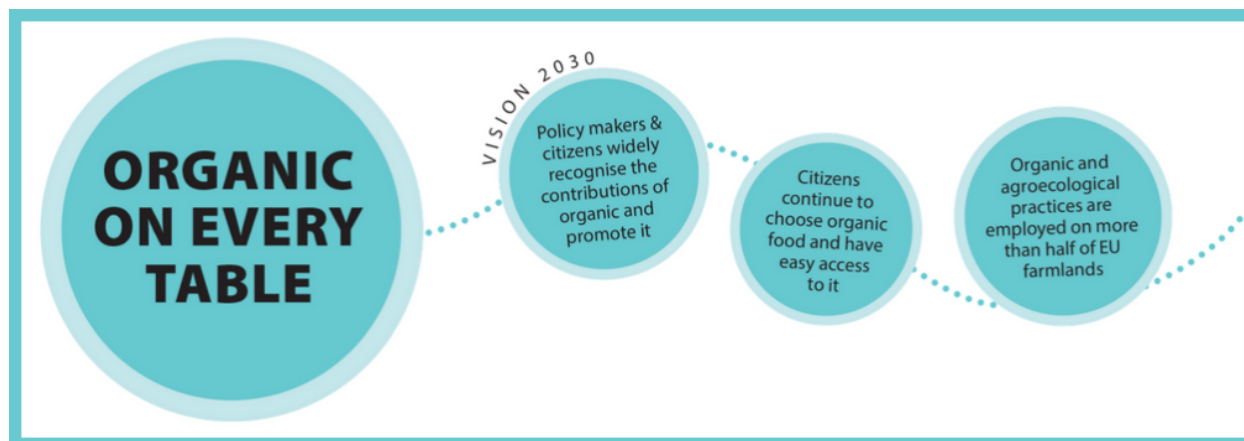 ORGANIC
ON EVERY
TABLE
VISION 2030
Policy makers &
citizens widely
recognise the
contributions of
organic and
promote it
Citizens
continue to
choose organic
food and have
easy access
to it
Organic and
agroecological
practices are
employed on more
than half of EU
farmlands